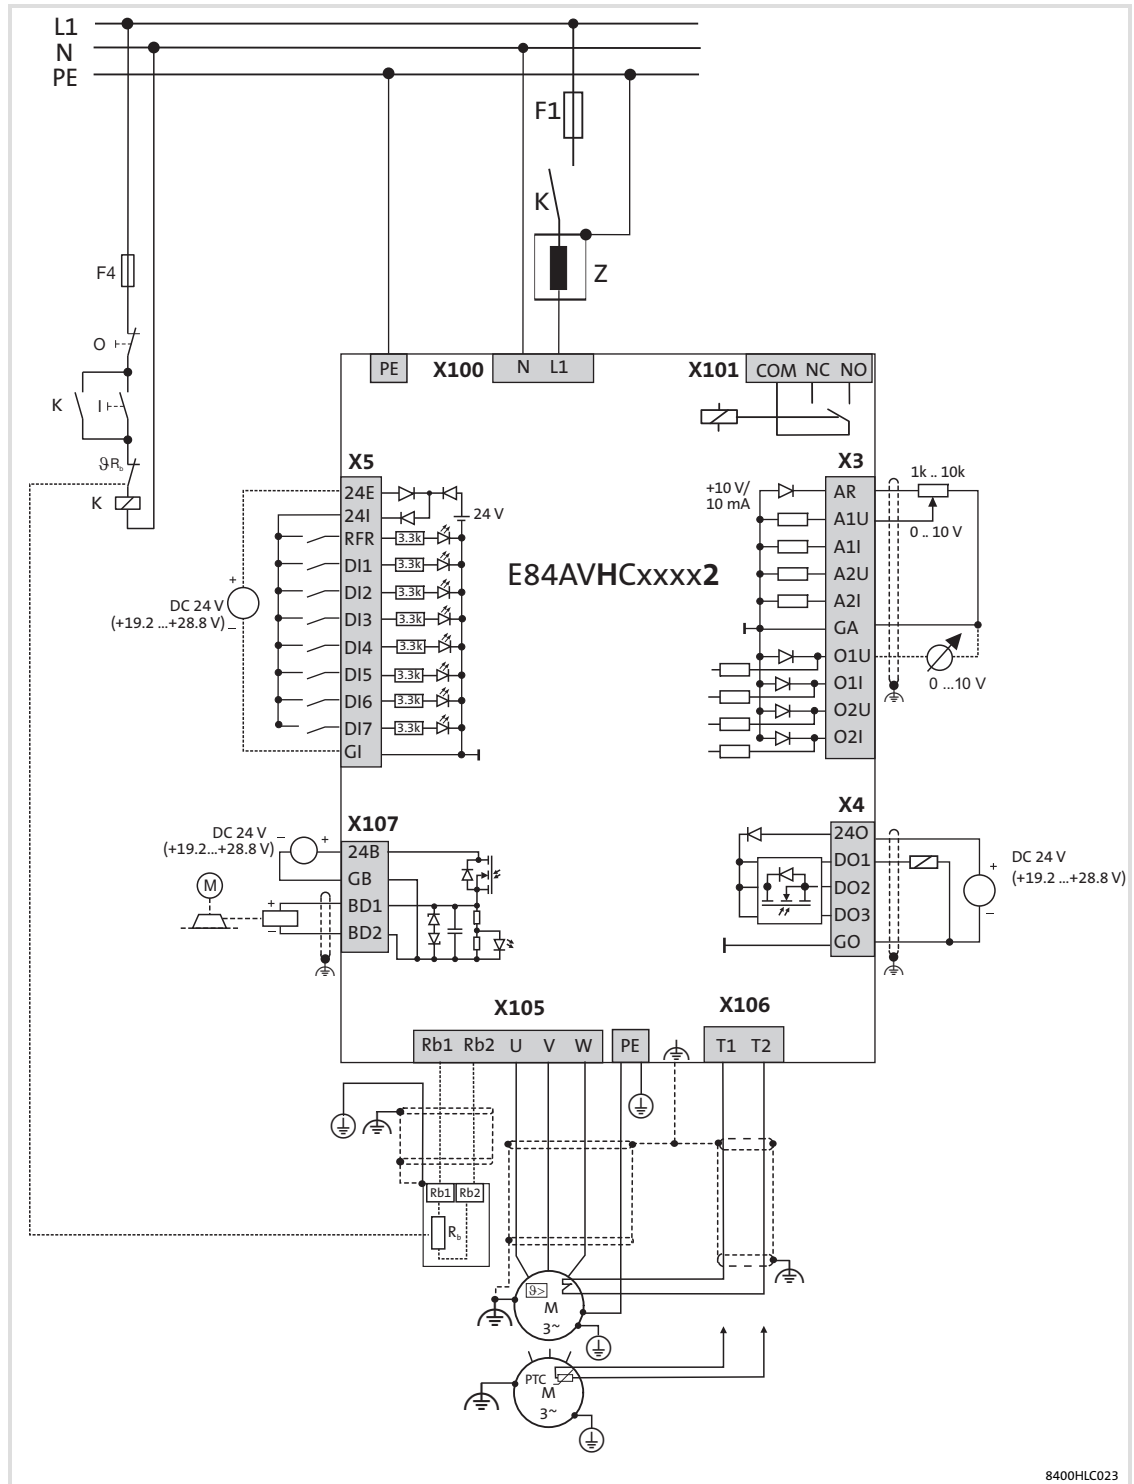 L1
N
PE
F1
K
Z
F4
O
K
I
ϑRb
K
PE
X100
N L1
X101
COM NC NO
X5
24E
24I
RFR
DI1
DI2
DI3
DI4
DI5
DI6
DI7
GI
24 V
3.3k
3.3k
3.3k
3.3k
3.3k
3.3k
3.3k
3.3k
+
DC 24 V
(+19.2 ...+28.8 V)
–
E84AVHCxxxx2
X3
+10 V/
10 mA
AR
A1U
A1I
A2U
A2I
GA
O1U
O1I
O2U
O2I
1k .. 10k
0 .. 10 V
0 ...10 V
X107
DC 24 V
(+19.2...+28.8 V)
– +
24B
GB
BD1
BD2
M
+
–
X4
24O
DO1
DO2
DO3
GO
DC 24 V
(+19.2 ...+28.8 V)
+
–
X105
Rb1 Rb2 U V W
PE
X106
T1 T2
Rb1 Rb2
Rb
ϑ>
M
3~
PTC
M
3~
8400HLC023